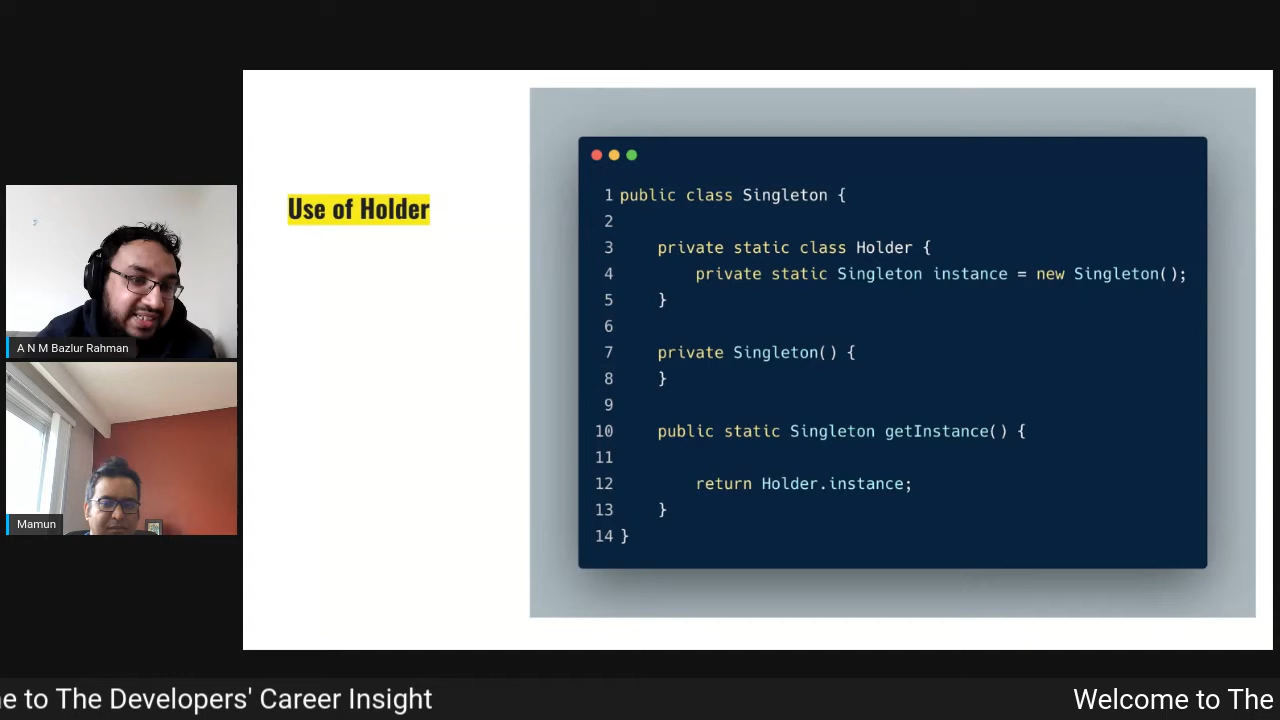 Use of Holder
1 public class Singleton {
2
3 private static class Holder {
4 private static Singleton instance = new Singleton();
5 }
6
7 private Singleton() {
8 }
9
10 public static Singleton getInstance() {
11
12 return Holder.instance;
13 }
14 }
A N M Bazlur Rahman
Mamun
e to The Developers' Career Insight
Welcome to The